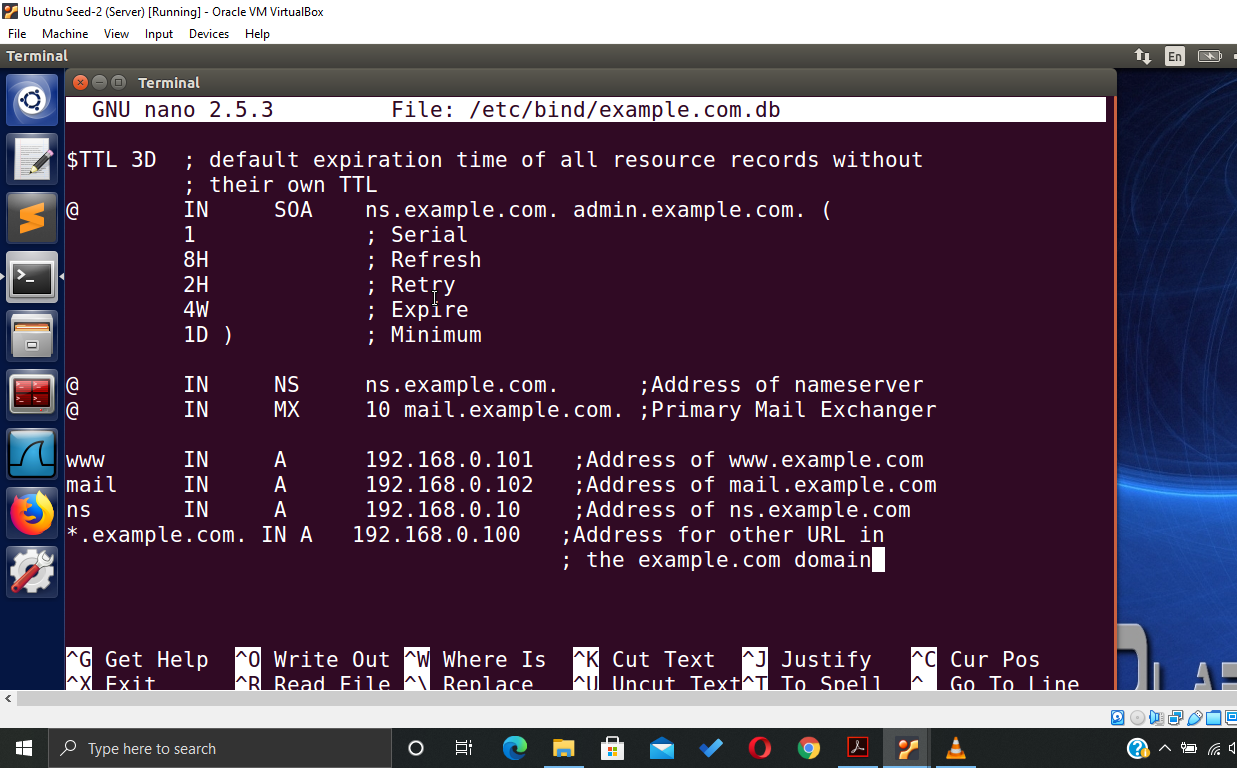 Ubutnu Seed-2 (Server) [Running] - Oracle VM VirtualBox
File Machine View Input Devices Help
Terminal En
Terminal
GNU nano 2.5.3 File: /etc/bind/example.com.db
$TTL 3D ; default expiration time of all resource records without
; their own TTL
@ IN SOA ns.example.com. admin.example.com. (
1 ; Serial
8H ; Refresh
2H ; Retry
4W ; Expire
1D ) ; Minimum
@ IN NS ns.example.com. ;Address of nameserver
@ IN MX 10 mail.example.com. ;Primary Mail Exchanger
www IN A 192.168.0.101 ;Address of www.example.com
mail IN A 192.168.0.102 ;Address of mail.example.com
ns IN A 192.168.0.10 ;Address of ns.example.com
*.example.com. IN A 192.168.0.100 ;Address for other URL in
; the example.com domain
^G Get Help ^O Write Out ^W Where Is ^K Cut Text ^J Justify ^C Cur Pos
^X Exit ^R Read File ^\ Replace ^U Uncut Text ^T To Spell ^_ Go To Line
Type here to search